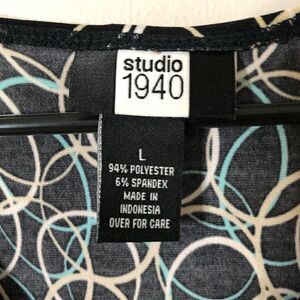 studio
1940
L
94% POLYESTER
6% SPANDEX
MADE IN
INDONESIA
OVER FOR CARE